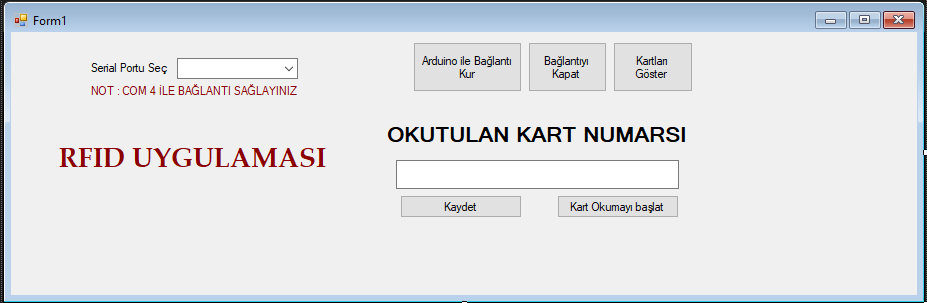 Form1
Serial Portu Seç
NOT : COM 4 İLE BAĞLANTI SAĞLAYINIZ
Arduino ile Bağlantı
Kur
Bağlantıyı
Kapat
Kartları
Göster
RFID UYGULAMASI
OKUTULAN KART NUMARSI
Kaydet
Kart Okumayı başlat